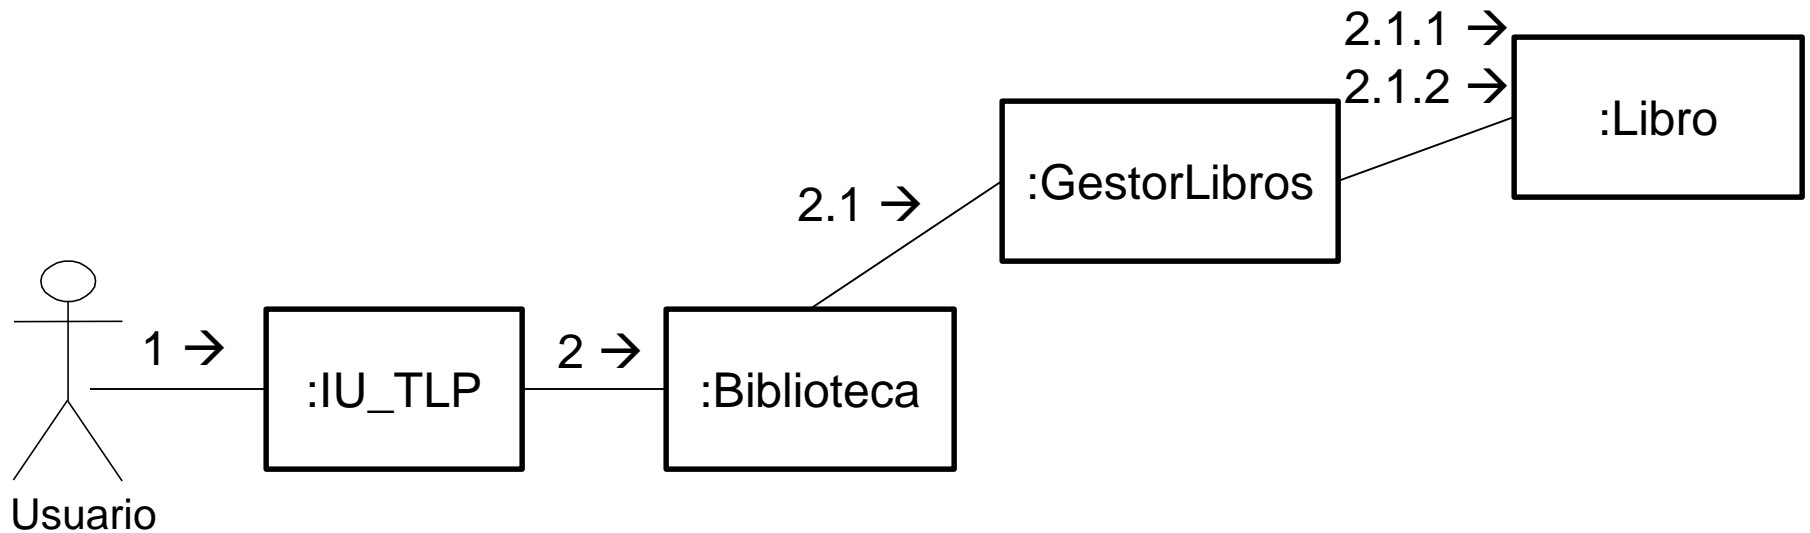 2.1.1 →
2.1.2 →
:Libro
:GestorLibros
2.1 →
1 →
:IU_TLP
2 →
:Biblioteca
Usuario